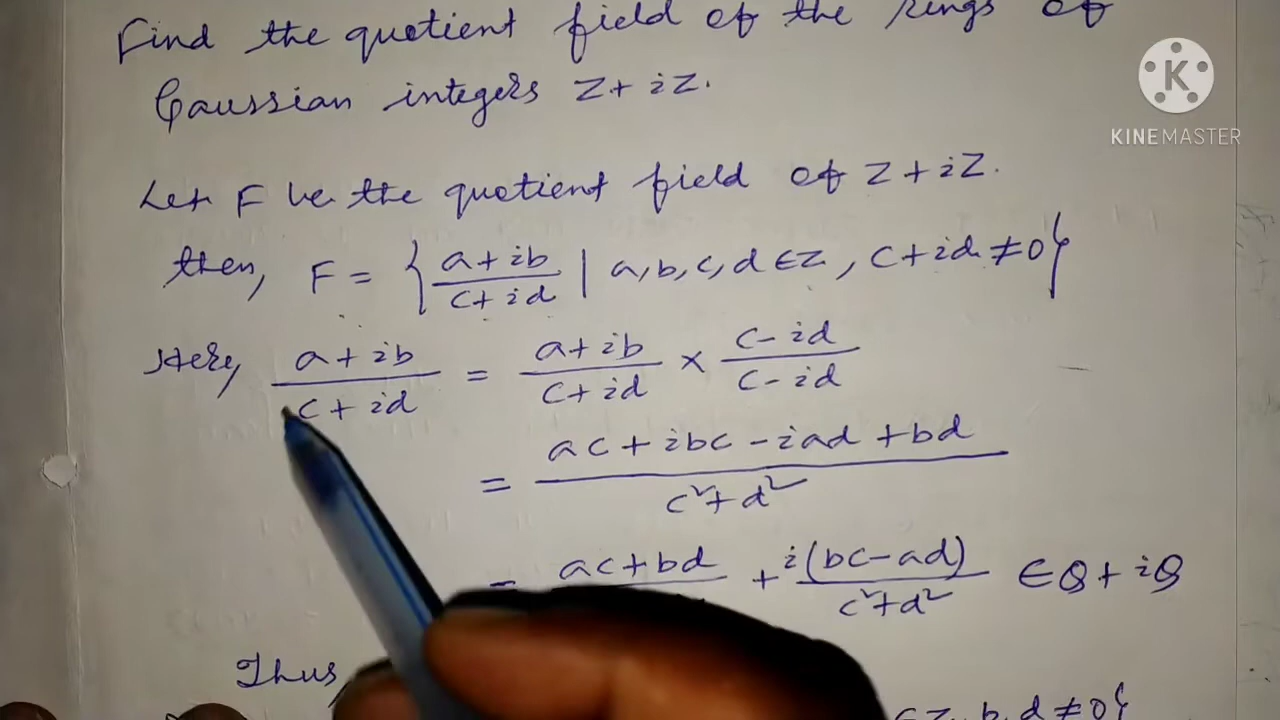 Find the quotient field of the rings of
Gaussian integers Z + iZ.
Let F be the quotient field of Z + iZ.
then, F = { a + ib / c + id | a, b, c, d ∈ Z, c + id ≠ 0 }
Here, a + ib / c + id = a + ib / c + id × c - id / c - id
= ac + ibc - iad + bd / c² + d²
= ac + bd + i(bc - ad) / c² + d² ∈ Q + iQ
Thus
∈ Z, b, d ≠ 0 }
K
KINEMASTER